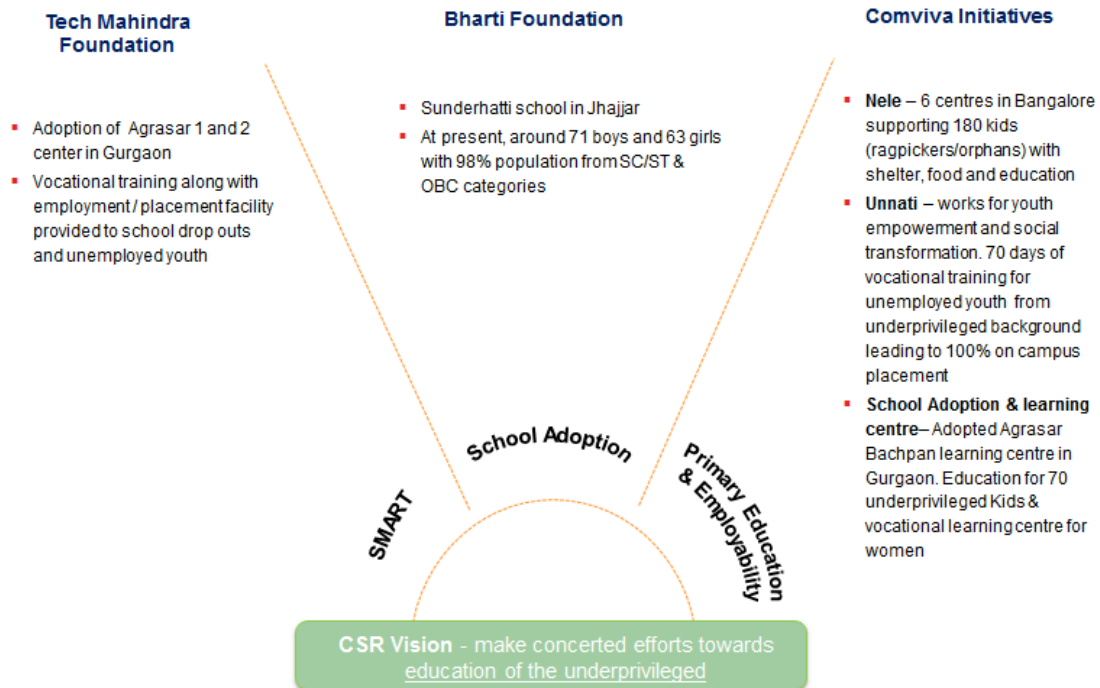 Tech Mahindra
Foundation
▪ Adoption of Agrasar 1 and 2
center in Gurgaon
▪ Vocational training along with
employment / placement facility
provided to school drop outs
and unemployed youth
Bharti Foundation
▪ Sunderhatti school in Jhajjar
▪ At present, around 71 boys and 63 girls
with 98% population from SC/ST &
OBC categories
Comviva Initiatives
▪ Nele – 6 centres in Bangalore
supporting 180 kids
(ragpickers/orphans) with
shelter, food and education
▪ Unnati – works for youth
empowerment and social
transformation. 70 days of
vocational training for
unemployed youth from
underprivileged background
leading to 100% on campus
placement
▪ School Adoption & learning
centre– Adopted Agrasar
Bachpan learning centre in
Gurgaon. Education for 70
underprivileged Kids &
vocational learning centre for
women
SMART
School Adoption
Primary Education
& Employability
CSR Vision - make concerted efforts towards
education of the underprivileged